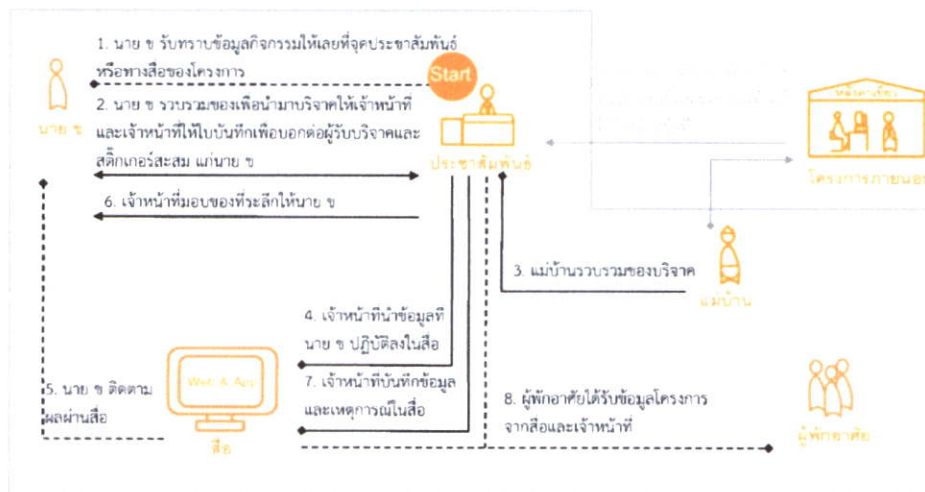 1. นาย ข รับทราบข้อมูลกิจกรรมให้เลยที่จุดประชาสัมพันธ์
หรือทางสื่อของโครงการ
Start
นาย ข
2. นาย ข รวบรวมของเพื่อนำมาบริจาคให้เจ้าหน้าที่
และเจ้าหน้าที่ให้ใบบันทึกเพื่อบอกต่อผู้รับบริจาคและ
สติ๊กเกอร์สะสม แก่นาย ข
ประชาสัมพันธ์
หลังคาเขียว
โครงการภายนอก
6. เจ้าหน้าที่มอบของที่ระลึกให้นาย ข
3. แม่บ้านรวบรวมของบริจาค
แม่บ้าน
4. เจ้าหน้าที่นำข้อมูลที่
นาย ข ปฏิบัติลงในสื่อ
Web & App
สื่อ
5. นาย ข ติดตาม
ผลผ่านสื่อ
7. เจ้าหน้าที่บันทึกข้อมูล
และเหตุการณ์ในสื่อ
8. ผู้พักอาศัยได้รับข้อมูลโครงการ
จากสื่อและเจ้าหน้าที่
ผู้พักอาศัย